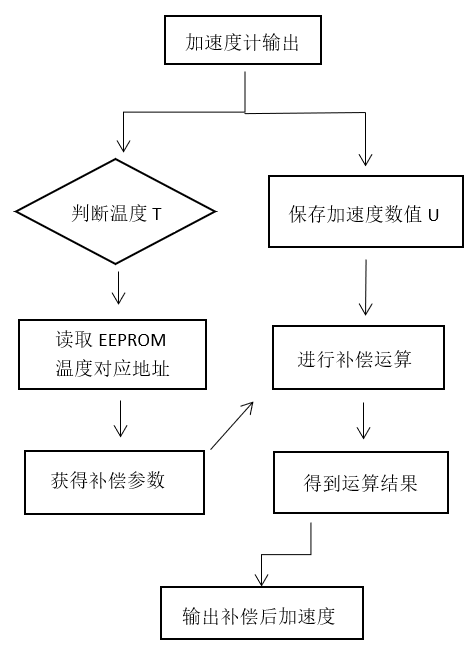 加速度计输出
判断温度 T
保存加速度数值 U
读取 EEPROM
温度对应地址
进行补偿运算
获得补偿参数
得到运算结果
输出补偿后加速度